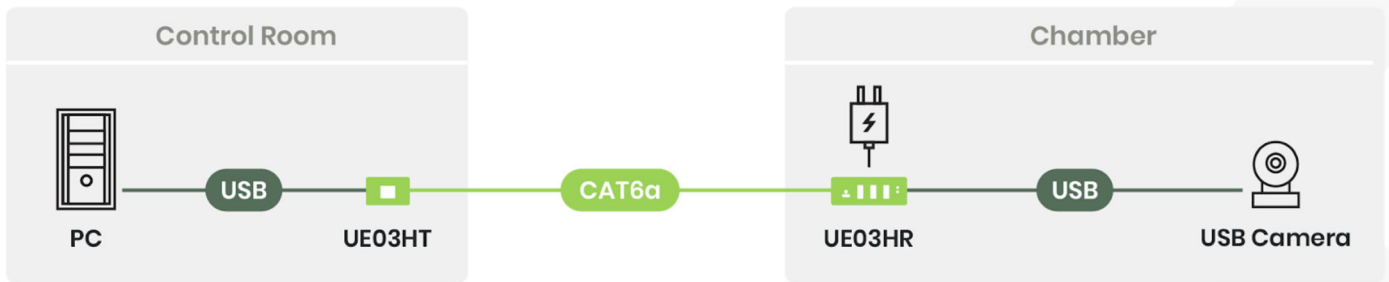 Control Room
Chamber
USB
CAT6a
USB
PC
UE03HT
UE03HR
USB Camera